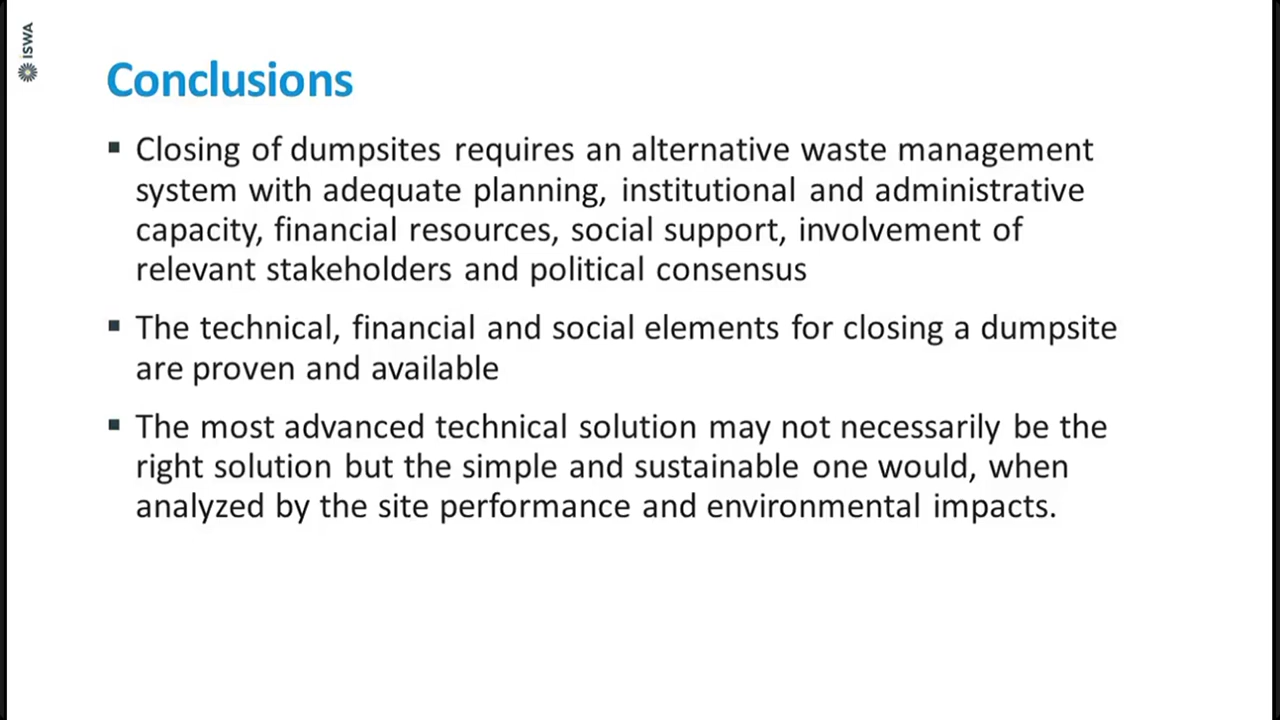 ISWA
Conclusions
▪ Closing of dumpsites requires an alternative waste management
system with adequate planning, institutional and administrative
capacity, financial resources, social support, involvement of
relevant stakeholders and political consensus
▪ The technical, financial and social elements for closing a dumpsite
are proven and available
▪ The most advanced technical solution may not necessarily be the
right solution but the simple and sustainable one would, when
analyzed by the site performance and environmental impacts.